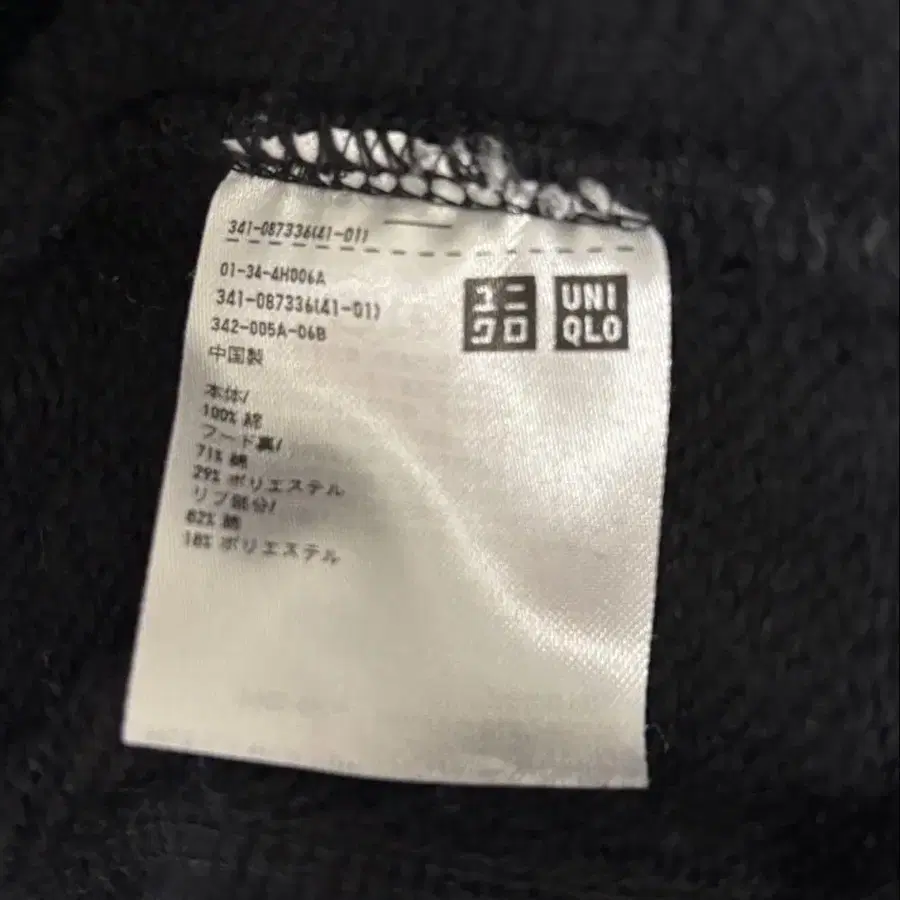 341-087336(41-01)
01-34-4H006A
341-087336(41-01)
342-005A-06B
中国製
ユニ
クロ
UNI
QLO
本体/
100% 綿
フード裏/
71% 綿
29% ポリエステル
リブ部分/
82% 綿
18% ポリエステル